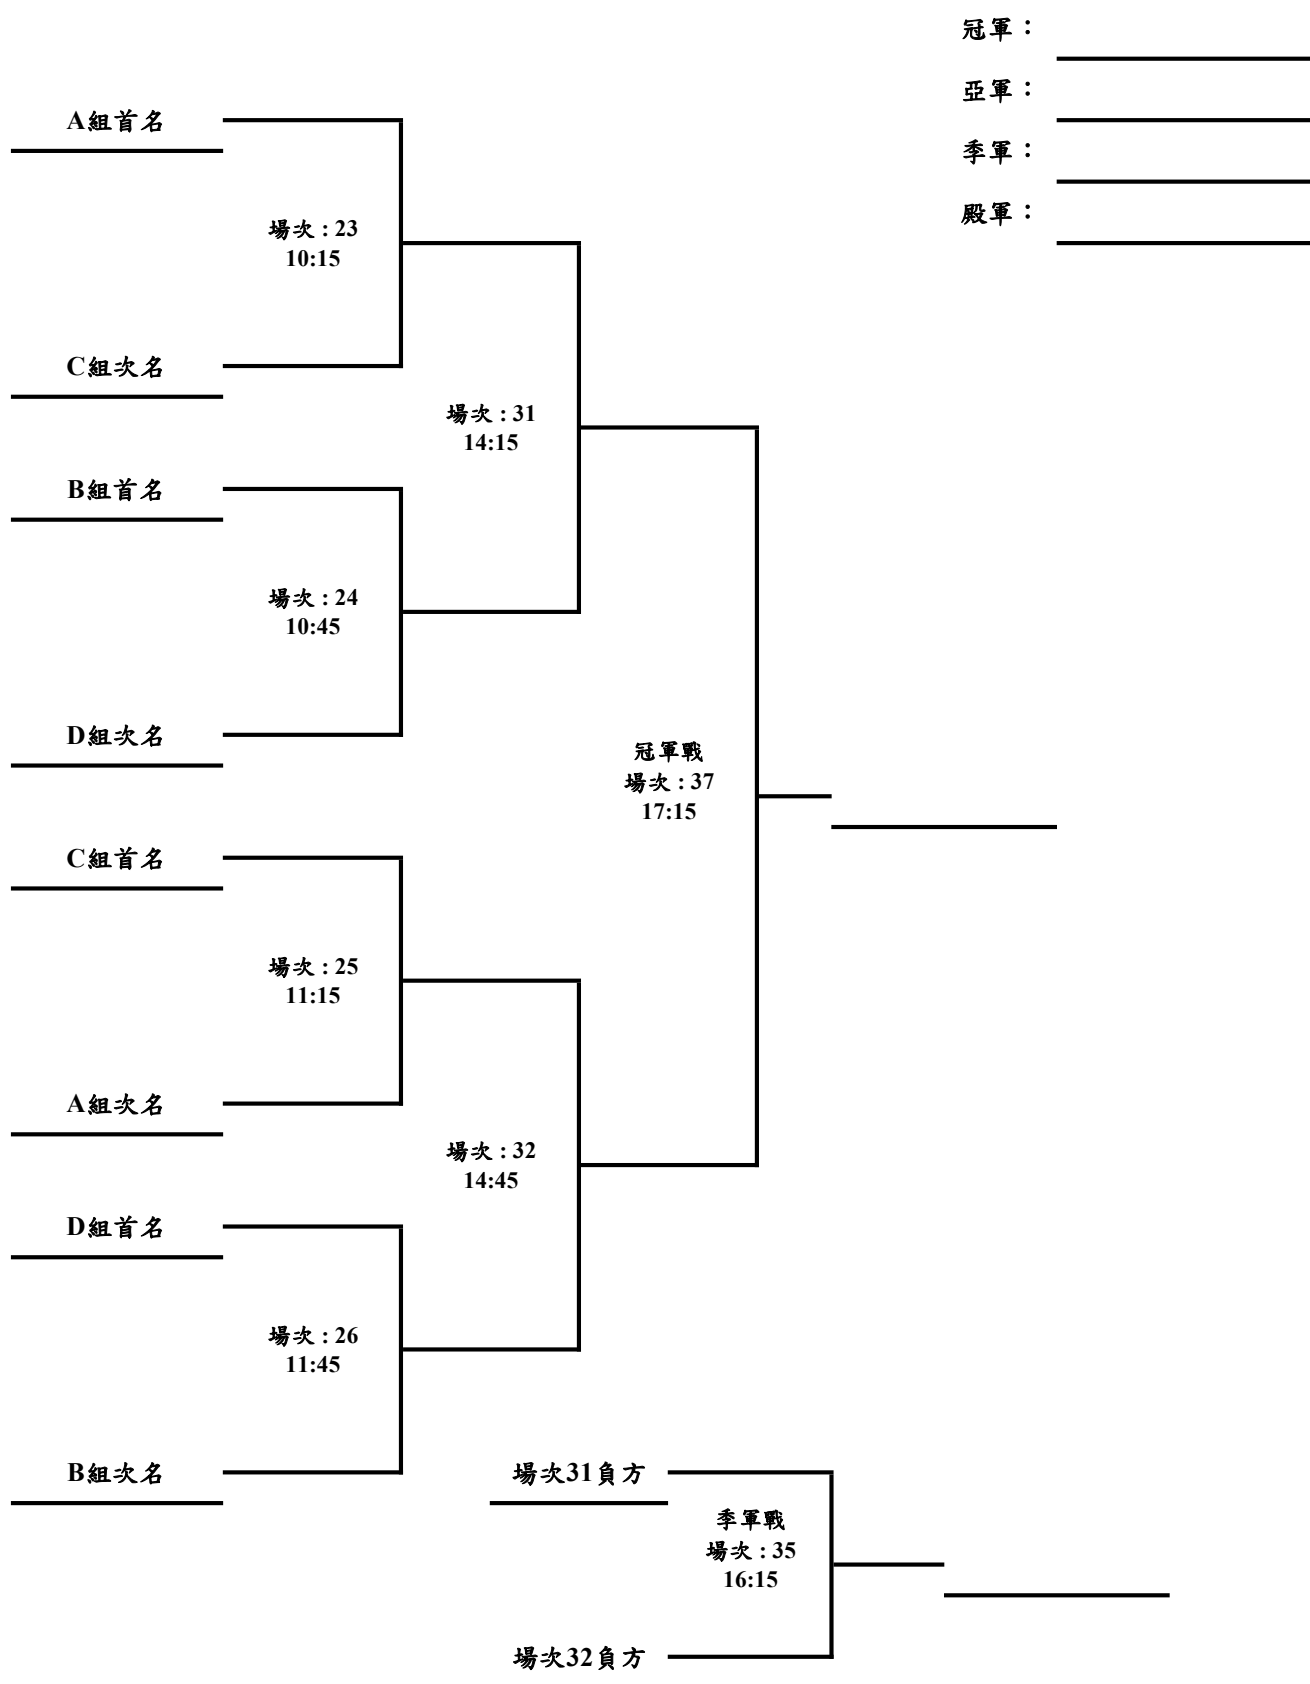 冠軍：
亞軍：
季軍：
殿軍：
A組首名
場次 : 23
10:15
C組次名
場次 : 31
14:15
B組首名
場次 : 24
10:45
D組次名
冠軍戰
場次 : 37
17:15
C組首名
場次 : 25
11:15
A組次名
場次 : 32
14:45
D組首名
場次 : 26
11:45
B組次名
場次31負方
季軍戰
場次 : 35
16:15
場次32負方